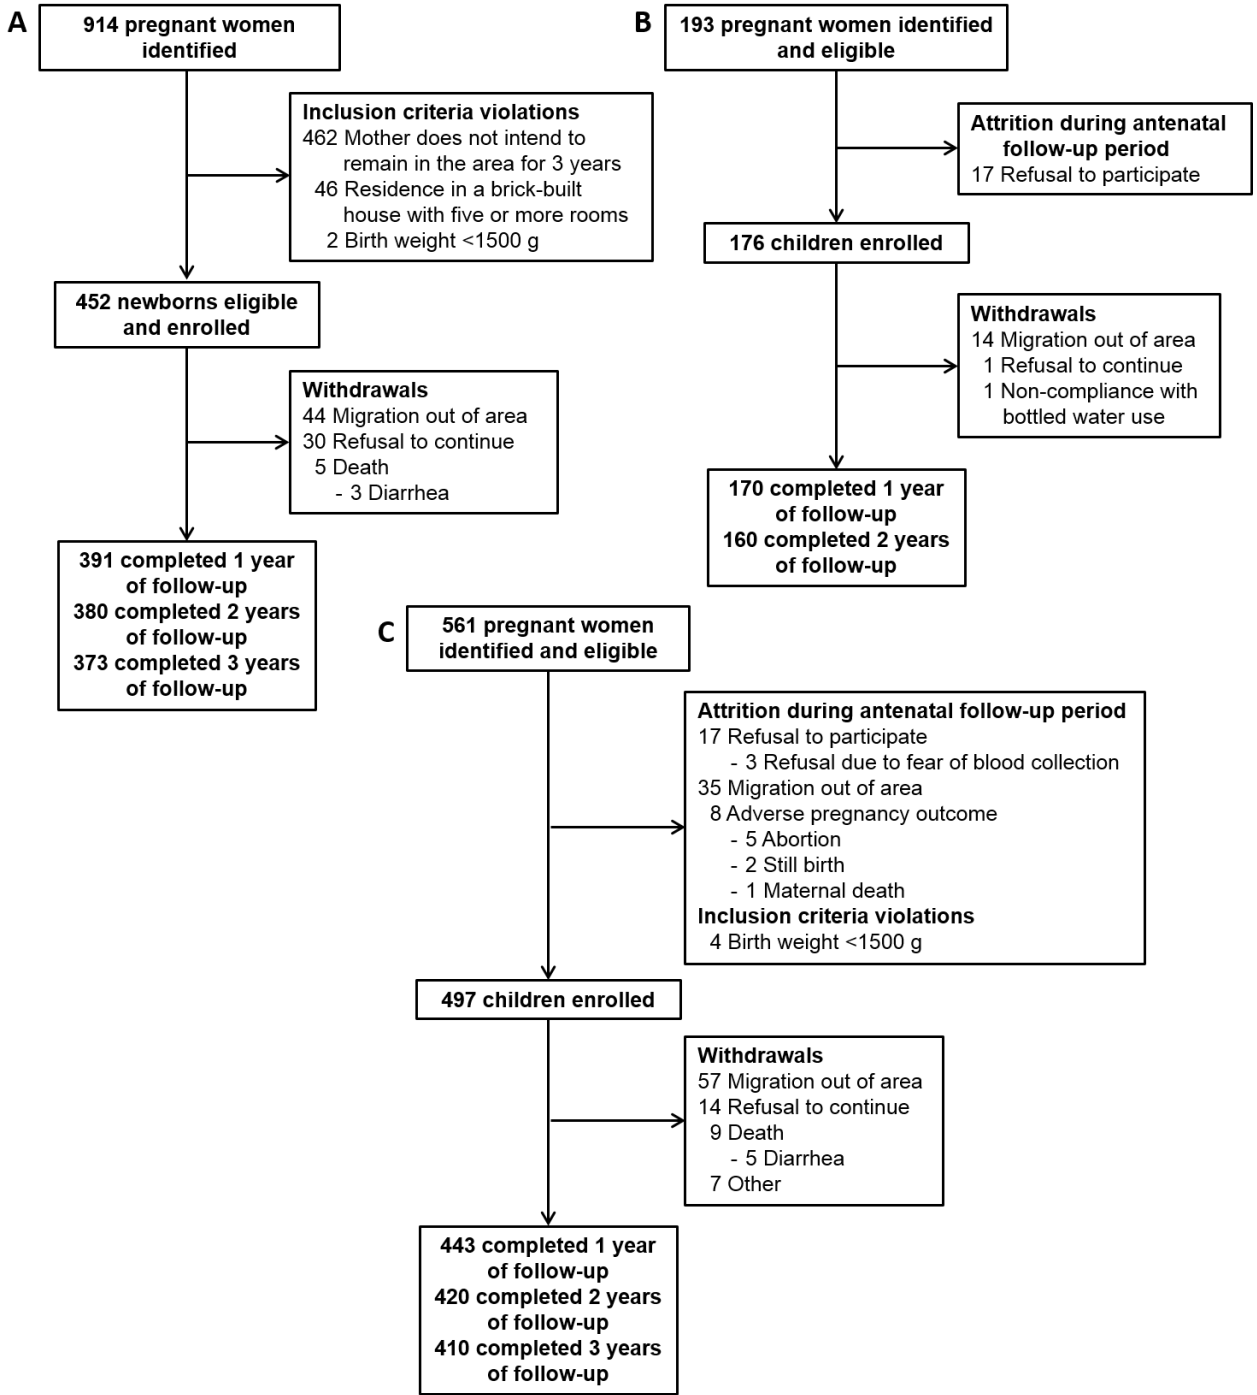 A
914 pregnant women
identified
Inclusion criteria violations
462 Mother does not intend to
remain in the area for 3 years
46 Residence in a brick-built
house with five or more rooms
2 Birth weight <1500 g
452 newborns eligible
and enrolled
Withdrawals
44 Migration out of area
30 Refusal to continue
5 Death
- 3 Diarrhea
391 completed 1 year
of follow-up
380 completed 2 years
of follow-up
373 completed 3 years
of follow-up
B
193 pregnant women identified
and eligible
Attrition during antenatal
follow-up period
17 Refusal to participate
176 children enrolled
Withdrawals
14 Migration out of area
1 Refusal to continue
1 Non-compliance with
bottled water use
170 completed 1 year
of follow-up
160 completed 2 years
of follow-up
C
561 pregnant women
identified and eligible
Attrition during antenatal follow-up period
17 Refusal to participate
- 3 Refusal due to fear of blood collection
35 Migration out of area
8 Adverse pregnancy outcome
- 5 Abortion
- 2 Still birth
- 1 Maternal death
Inclusion criteria violations
4 Birth weight <1500 g
497 children enrolled
Withdrawals
57 Migration out of area
14 Refusal to continue
9 Death
- 5 Diarrhea
7 Other
443 completed 1 year
of follow-up
420 completed 2 years
of follow-up
410 completed 3 years
of follow-up